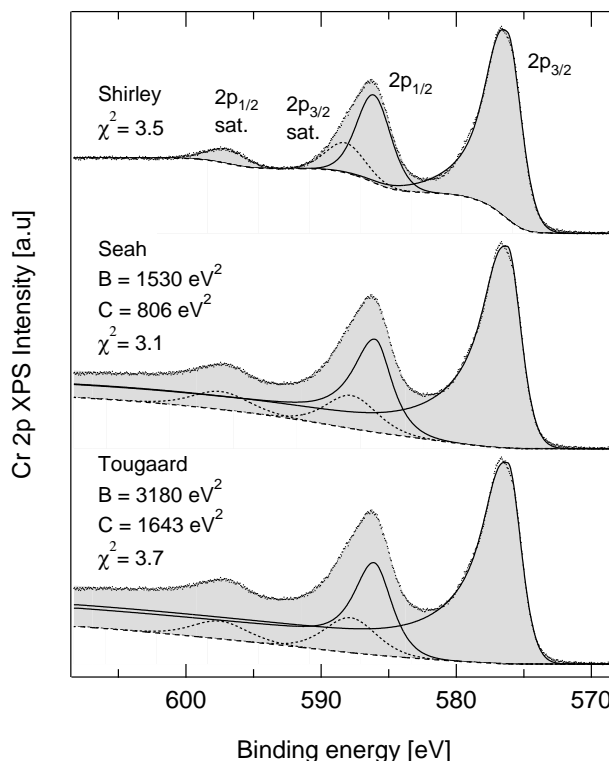 Shirley
χ² = 3.5
2p₁/₂
sat.
2p₃/₂
sat.
2p₁/₂
2p₃/₂
Seah
B = 1530 eV²
C = 806 eV²
χ² = 3.1
Tougaard
B = 3180 eV²
C = 1643 eV²
χ² = 3.7
Cr 2p XPS Intensity [a.u]
600 590 580 570
Binding energy [eV]